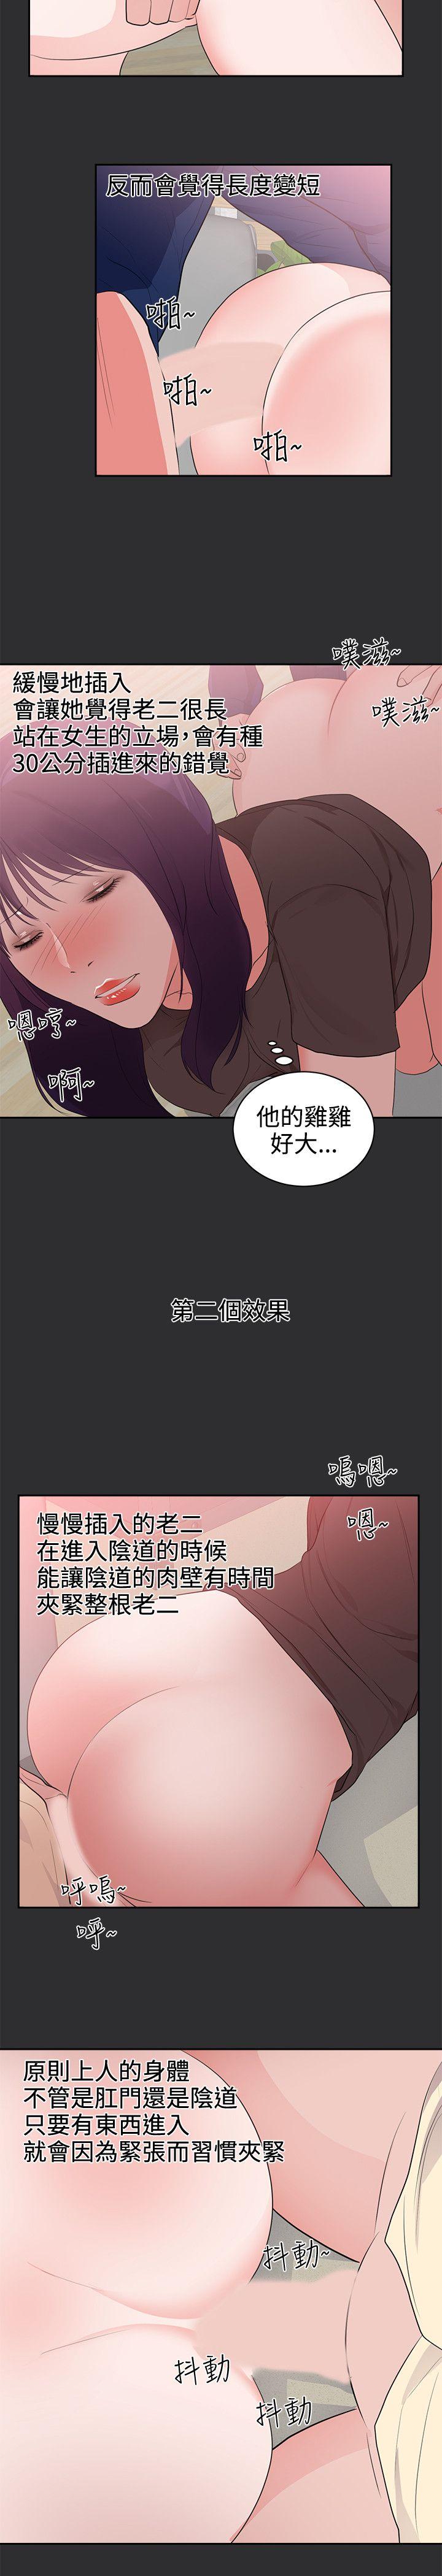 反而會覺得長度變短
啪~
啪~
啪~
噗滋~
噗滋~
緩慢地插入
會讓她覺得老二很長
站在女生的立場，會有種
30公分插進來的錯覺
嗯哼~
啊~
他的雞雞
好大…
第二個效果
嗚嗯~
嗯~
慢慢插入的老二
在進入陰道的時候
能讓陰道的肉壁有時間
夾緊整根老二
呼嗚~
呼~
原則上人的身體
不管是肛門還是陰道
只要有東西進入
就會因為緊張而習慣夾緊
抖動~
抖動
抖動